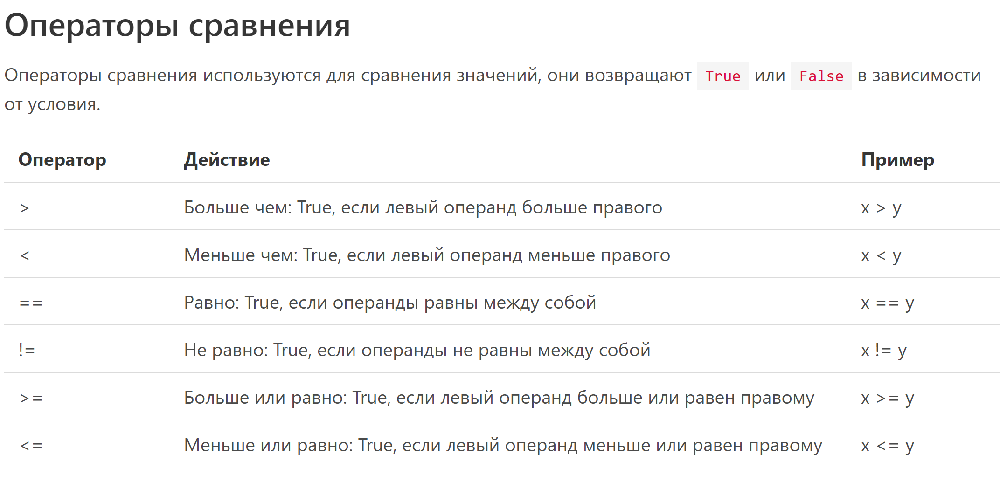 Операторы сравнения
Операторы сравнения используются для сравнения значений, они возвращают True или False в зависимости
от условия.
Оператор Действие Пример
> Больше чем: True, если левый операнд больше правого x > y
< Меньше чем: True, если левый операнд меньше правого x < y
== Равно: True, если операнды равны между собой x == y
!= Не равно: True, если операнды не равны между собой x != y
>= Больше или равно: True, если левый операнд больше или равен правому x >= y
<= Меньше или равно: True, если левый операнд меньше или равен правому x <= y